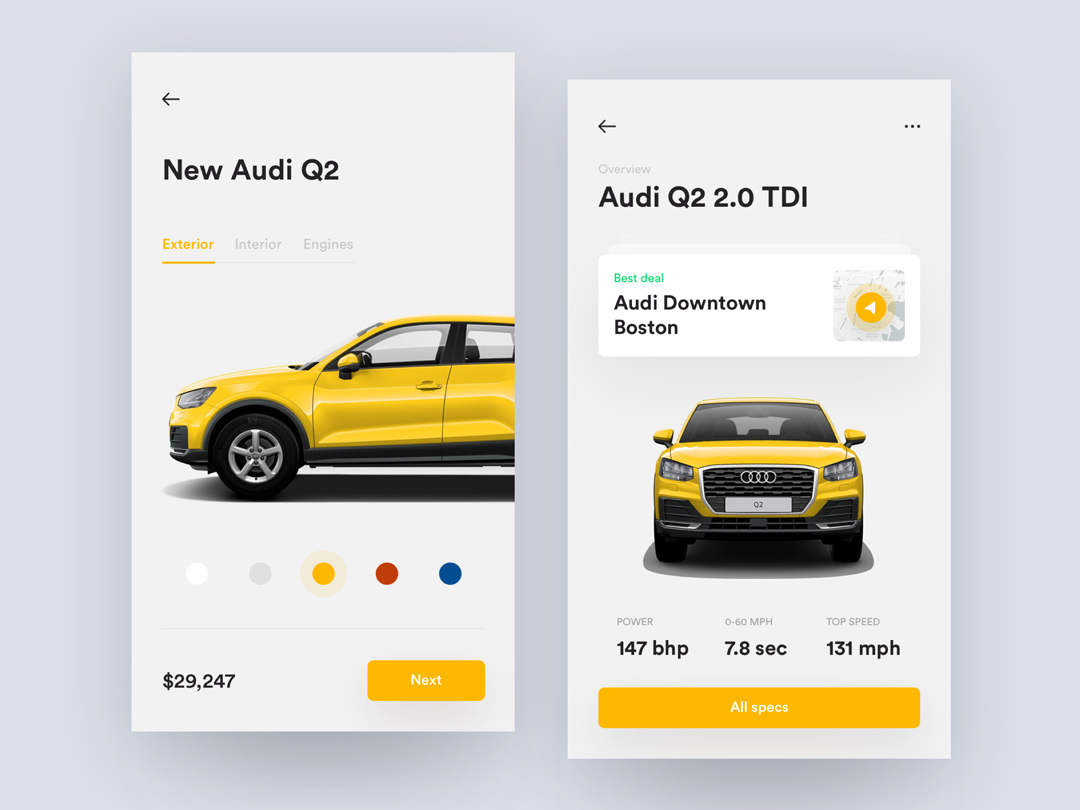 New Audi Q2
Exterior Interior Engines
$29,247
Next
Overview
Audi Q2 2.0 TDI
Best deal
Audi Downtown
Boston
Q2
POWER 0-60 MPH TOP SPEED
147 bhp 7.8 sec 131 mph
All specs